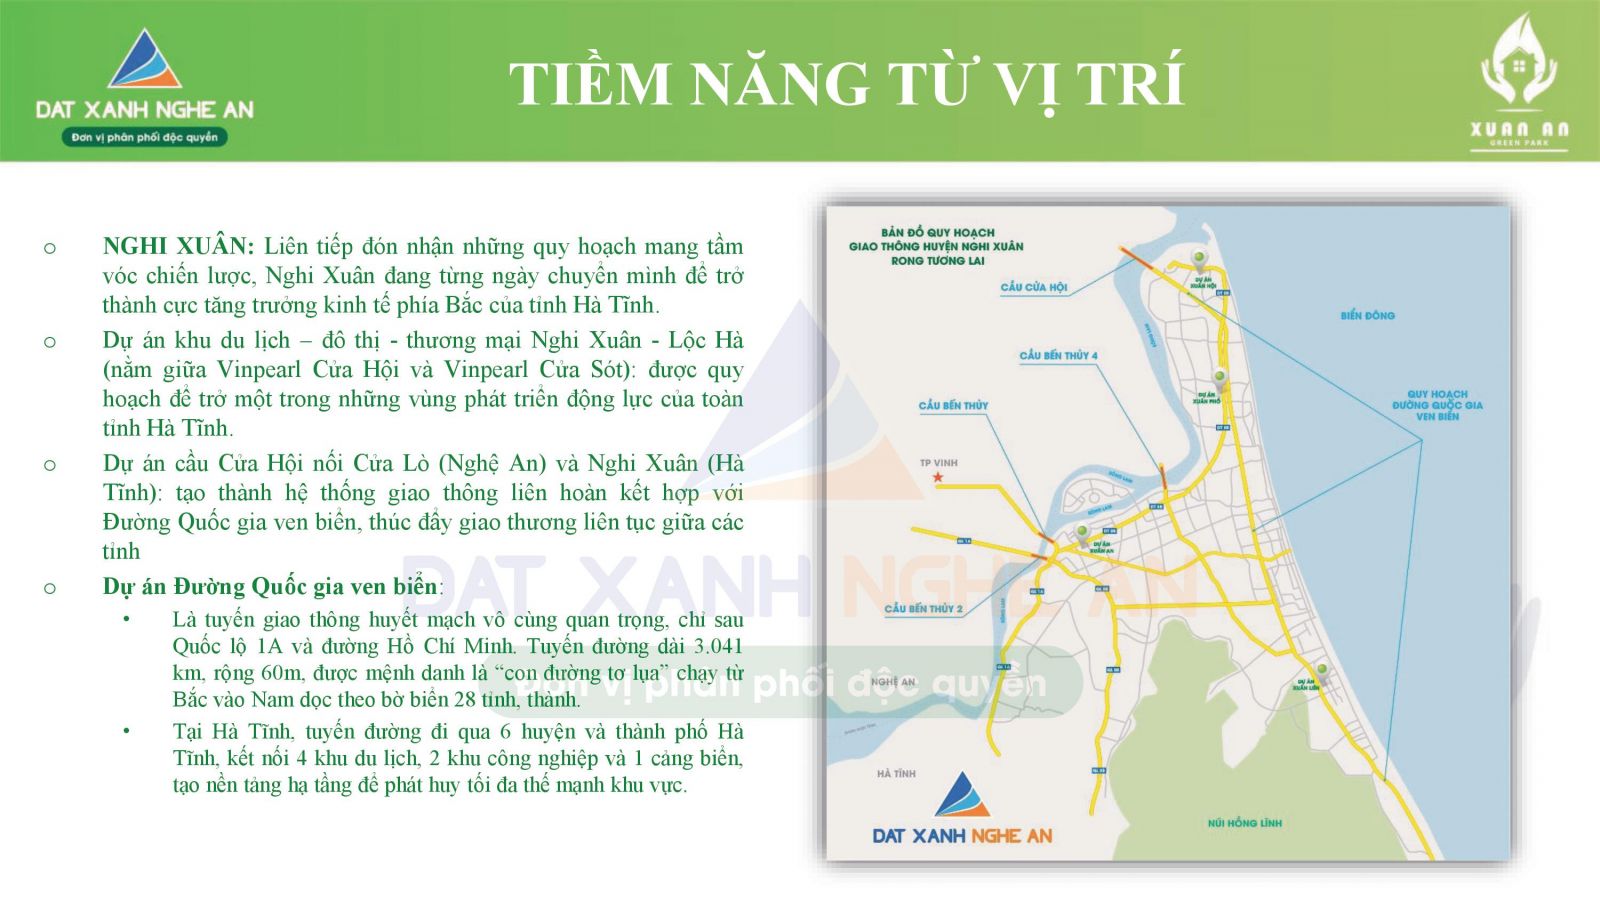 DAT XANH NGHE AN
Đơn vị phân phối độc quyền
TIỀM NĂNG TỪ VỊ TRÍ
XUAN AN
GREEN PARK
o NGHI XUÂN: Liên tiếp đón nhận những quy hoạch mang tầm
vóc chiến lược, Nghi Xuân đang từng ngày chuyển mình để trở
thành cực tăng trưởng kinh tế phía Bắc của tỉnh Hà Tĩnh.
o Dự án khu du lịch – đô thị - thương mại Nghi Xuân - Lộc Hà
(nằm giữa Vinpearl Cửa Hội và Vinpearl Cửa Sót): được quy
hoạch để trở một trong những vùng phát triển động lực của toàn
tỉnh Hà Tĩnh.
o Dự án cầu Cửa Hội nối Cửa Lò (Nghệ An) và Nghi Xuân (Hà
Tĩnh): tạo thành hệ thống giao thông liên hoàn kết hợp với
Đường Quốc gia ven biển, thúc đẩy giao thương liên tục giữa các
tỉnh
o Dự án Đường Quốc gia ven biển:
• Là tuyến giao thông huyết mạch vô cùng quan trọng, chỉ sau
Quốc lộ 1A và đường Hồ Chí Minh. Tuyến đường dài 3.041
km, rộng 60m, được mệnh danh là “con đường tơ lụa” chạy từ
Bắc vào Nam dọc theo bờ biển 28 tỉnh, thành.
• Tại Hà Tĩnh, tuyến đường đi qua 6 huyện và thành phố Hà
Tĩnh, kết nối 4 khu du lịch, 2 khu công nghiệp và 1 cảng biển,
tạo nền tảng hạ tầng để phát huy tối đa thế mạnh khu vực.
BẢN ĐỒ QUY HOẠCH
GIAO THÔNG HUYỆN NGHI XUÂN
RONG TƯƠNG LAI
CẦU CỬA HỘI
DỰ ÁN
XUÂN HỘI
BIỂN ĐÔNG
CẦU BẾN THỦY 4
DỰ ÁN
XUÂN PHỔ
QUY HOẠCH
ĐƯỜNG QUỐC GIA
VEN BIỂN
CẦU BẾN THỦY
TP VINH
SÔNG LAM
SÔNG LAM
DỰ ÁN
XUÂN AN
CẦU BẾN THỦY 2
NGHỆ AN
DỰ ÁN
XUÂN LIÊN
HÀ TĨNH
NÚI HỒNG LĨNH
DAT XANH NGHE AN
DAT XANH NGHE AN
Đơn vị phân phối độc quyền